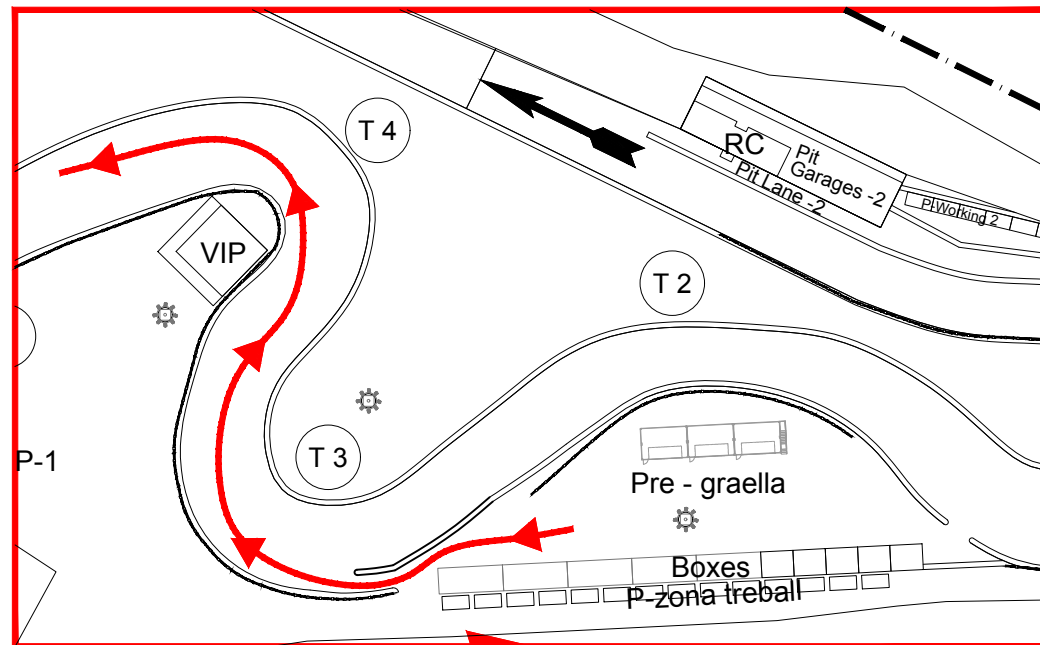 T 4
RC
Pit
Garages -2
Pit Lane -2
P-Working 2
VIP
T 2
P-1
T 3
Pre - graella
Boxes
P-zona treball